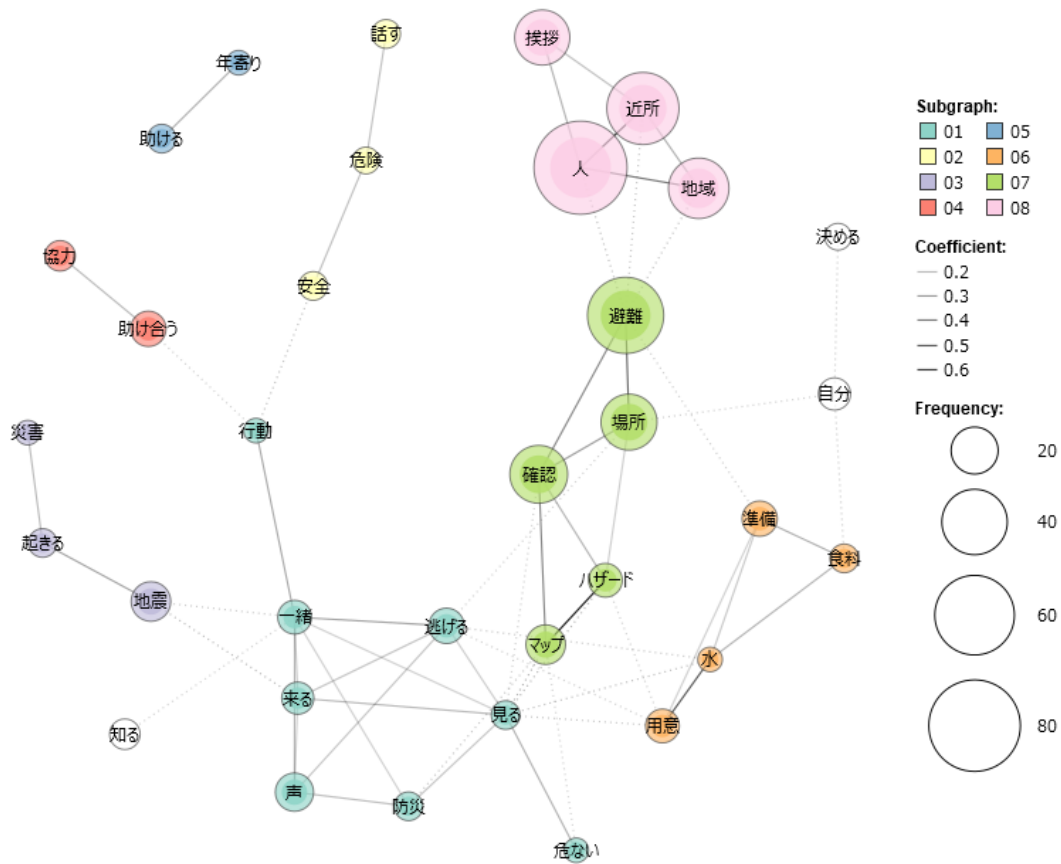 話す
挨拶
年寄り
近所
助ける
危険
人
地域
決める
協力
安全
避難
助け合う
自分
行動
場所
災害
確認
準備
起きる
食料
ハザード
地震
一緒
逃げる
マップ
水
来る
見る
用意
知る
声
防災
危ない
Subgraph:
01
05
02
06
03
07
04
08
Coefficient:
0.2
0.3
0.4
0.5
0.6
Frequency:
20
40
60
80